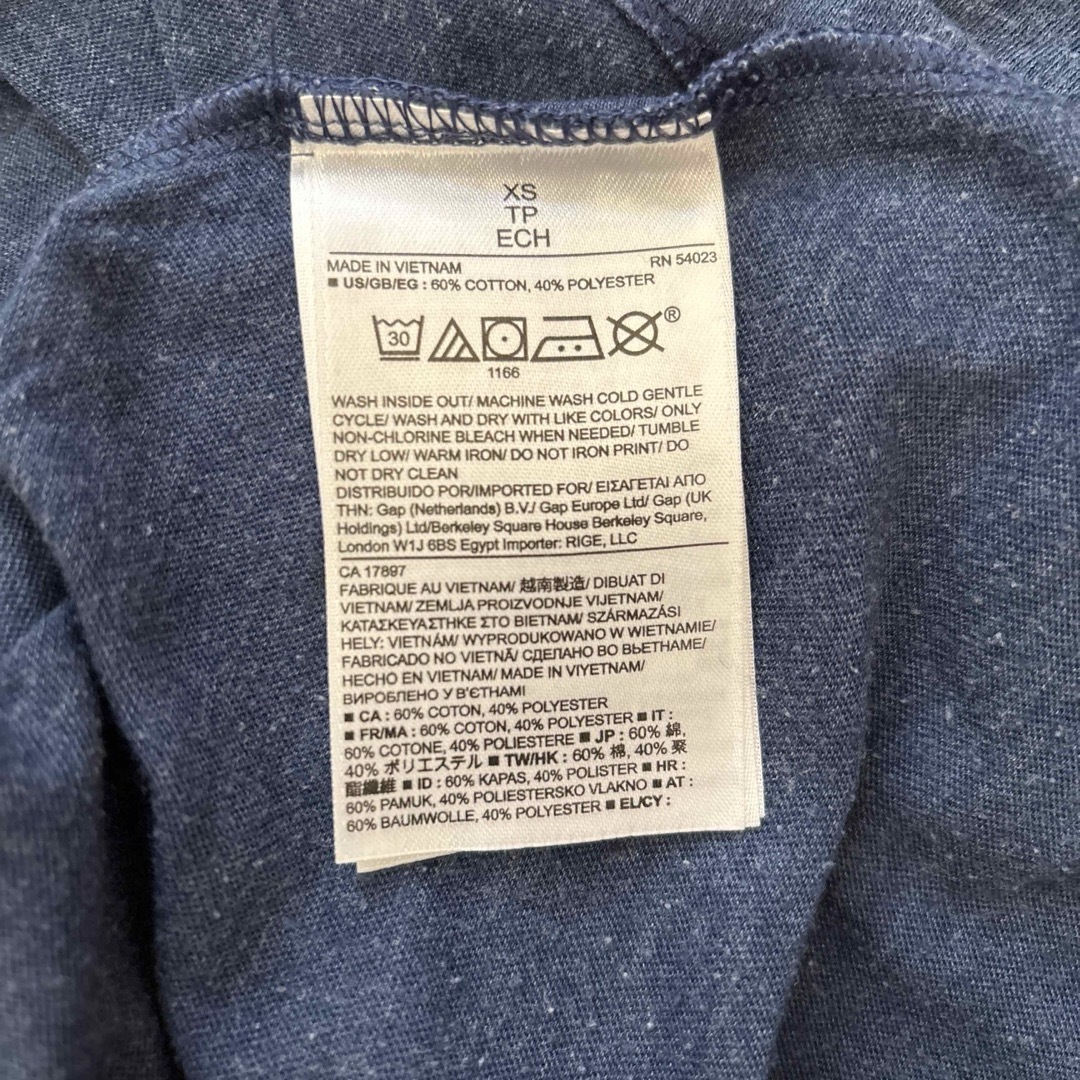 XS
TP
ECH
MADE IN VIETNAM RN 54023
■ US/GB/EG : 60% COTTON, 40% POLYESTER
30 ®
1166
WASH INSIDE OUT/ MACHINE WASH COLD GENTLE
CYCLE/ WASH AND DRY WITH LIKE COLORS/ ONLY
NON-CHLORINE BLEACH WHEN NEEDED/ TUMBLE
DRY LOW/ WARM IRON/ DO NOT IRON PRINT/ DO
NOT DRY CLEAN
DISTRIBUIDO POR/IMPORTED FOR/ ΕΙΣΑΓΕΤΑΙ ΑΠΟ
ΤΗΝ: Gap (Netherlands) B.V./ Gap Europe Ltd/ Gap (UK
Holdings) Ltd/Berkeley Square House Berkeley Square,
London W1J 6BS Egypt Importer: RIGE, LLC
CA 17897
FABRIQUE AU VIETNAM/ 越南製造/ DIBUAT DI
VIETNAM/ ZEMLJA PROIZVODNJE VIJETNAM/
ΚΑΤΑΣΚΕΥΑΣΤΗΚΕ ΣΤΟ ΒΙΕΤΝΑΜ/ SZÁRMAZÁSI
HELY: VIETNÁM/ WYPRODUKOWANO W WIETNAMIE/
FABRICADO NO VIETNÃ/ СДЕЛАНО ВО ВЬЕТНАМЕ/
HECHO EN VIETNAM/ MADE IN VIYETNAM/
ВИРОБЛЕНО У В'ЄТНАМІ
■ CA : 60% COTON, 40% POLYESTER
■ FR/MA : 60% COTON, 40% POLYESTER ■ IT :
60% COTONE, 40% POLIESTERE ■ JP : 60% 綿,
40% ポリエステル ■ TW/HK : 60% 棉, 40% 聚
酯纖維 ■ ID : 60% KAPAS, 40% POLISTER ■ HR :
60% PAMUK, 40% POLIESTERSKO VLAKNO ■ AT :
60% BAUMWOLLE, 40% POLYESTER ■ EL/CY :